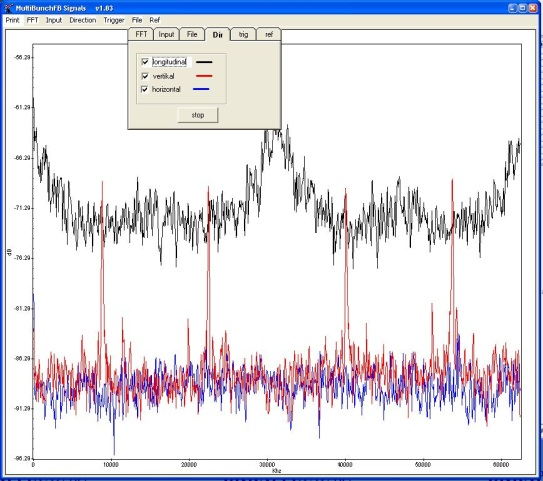 MultiBunchFB Signals v1.03
Print FFT Input Direction Trigger File Ref
FFT Input File Dir trig ref
longitudinal
vertikal
horizontal
stop
-56.29
-61.29
-66.29
-71.29
-76.29
-81.29
-86.29
-91.29
-96.29
dB
0 10000 20000 30000 40000 50000 60000
Khz